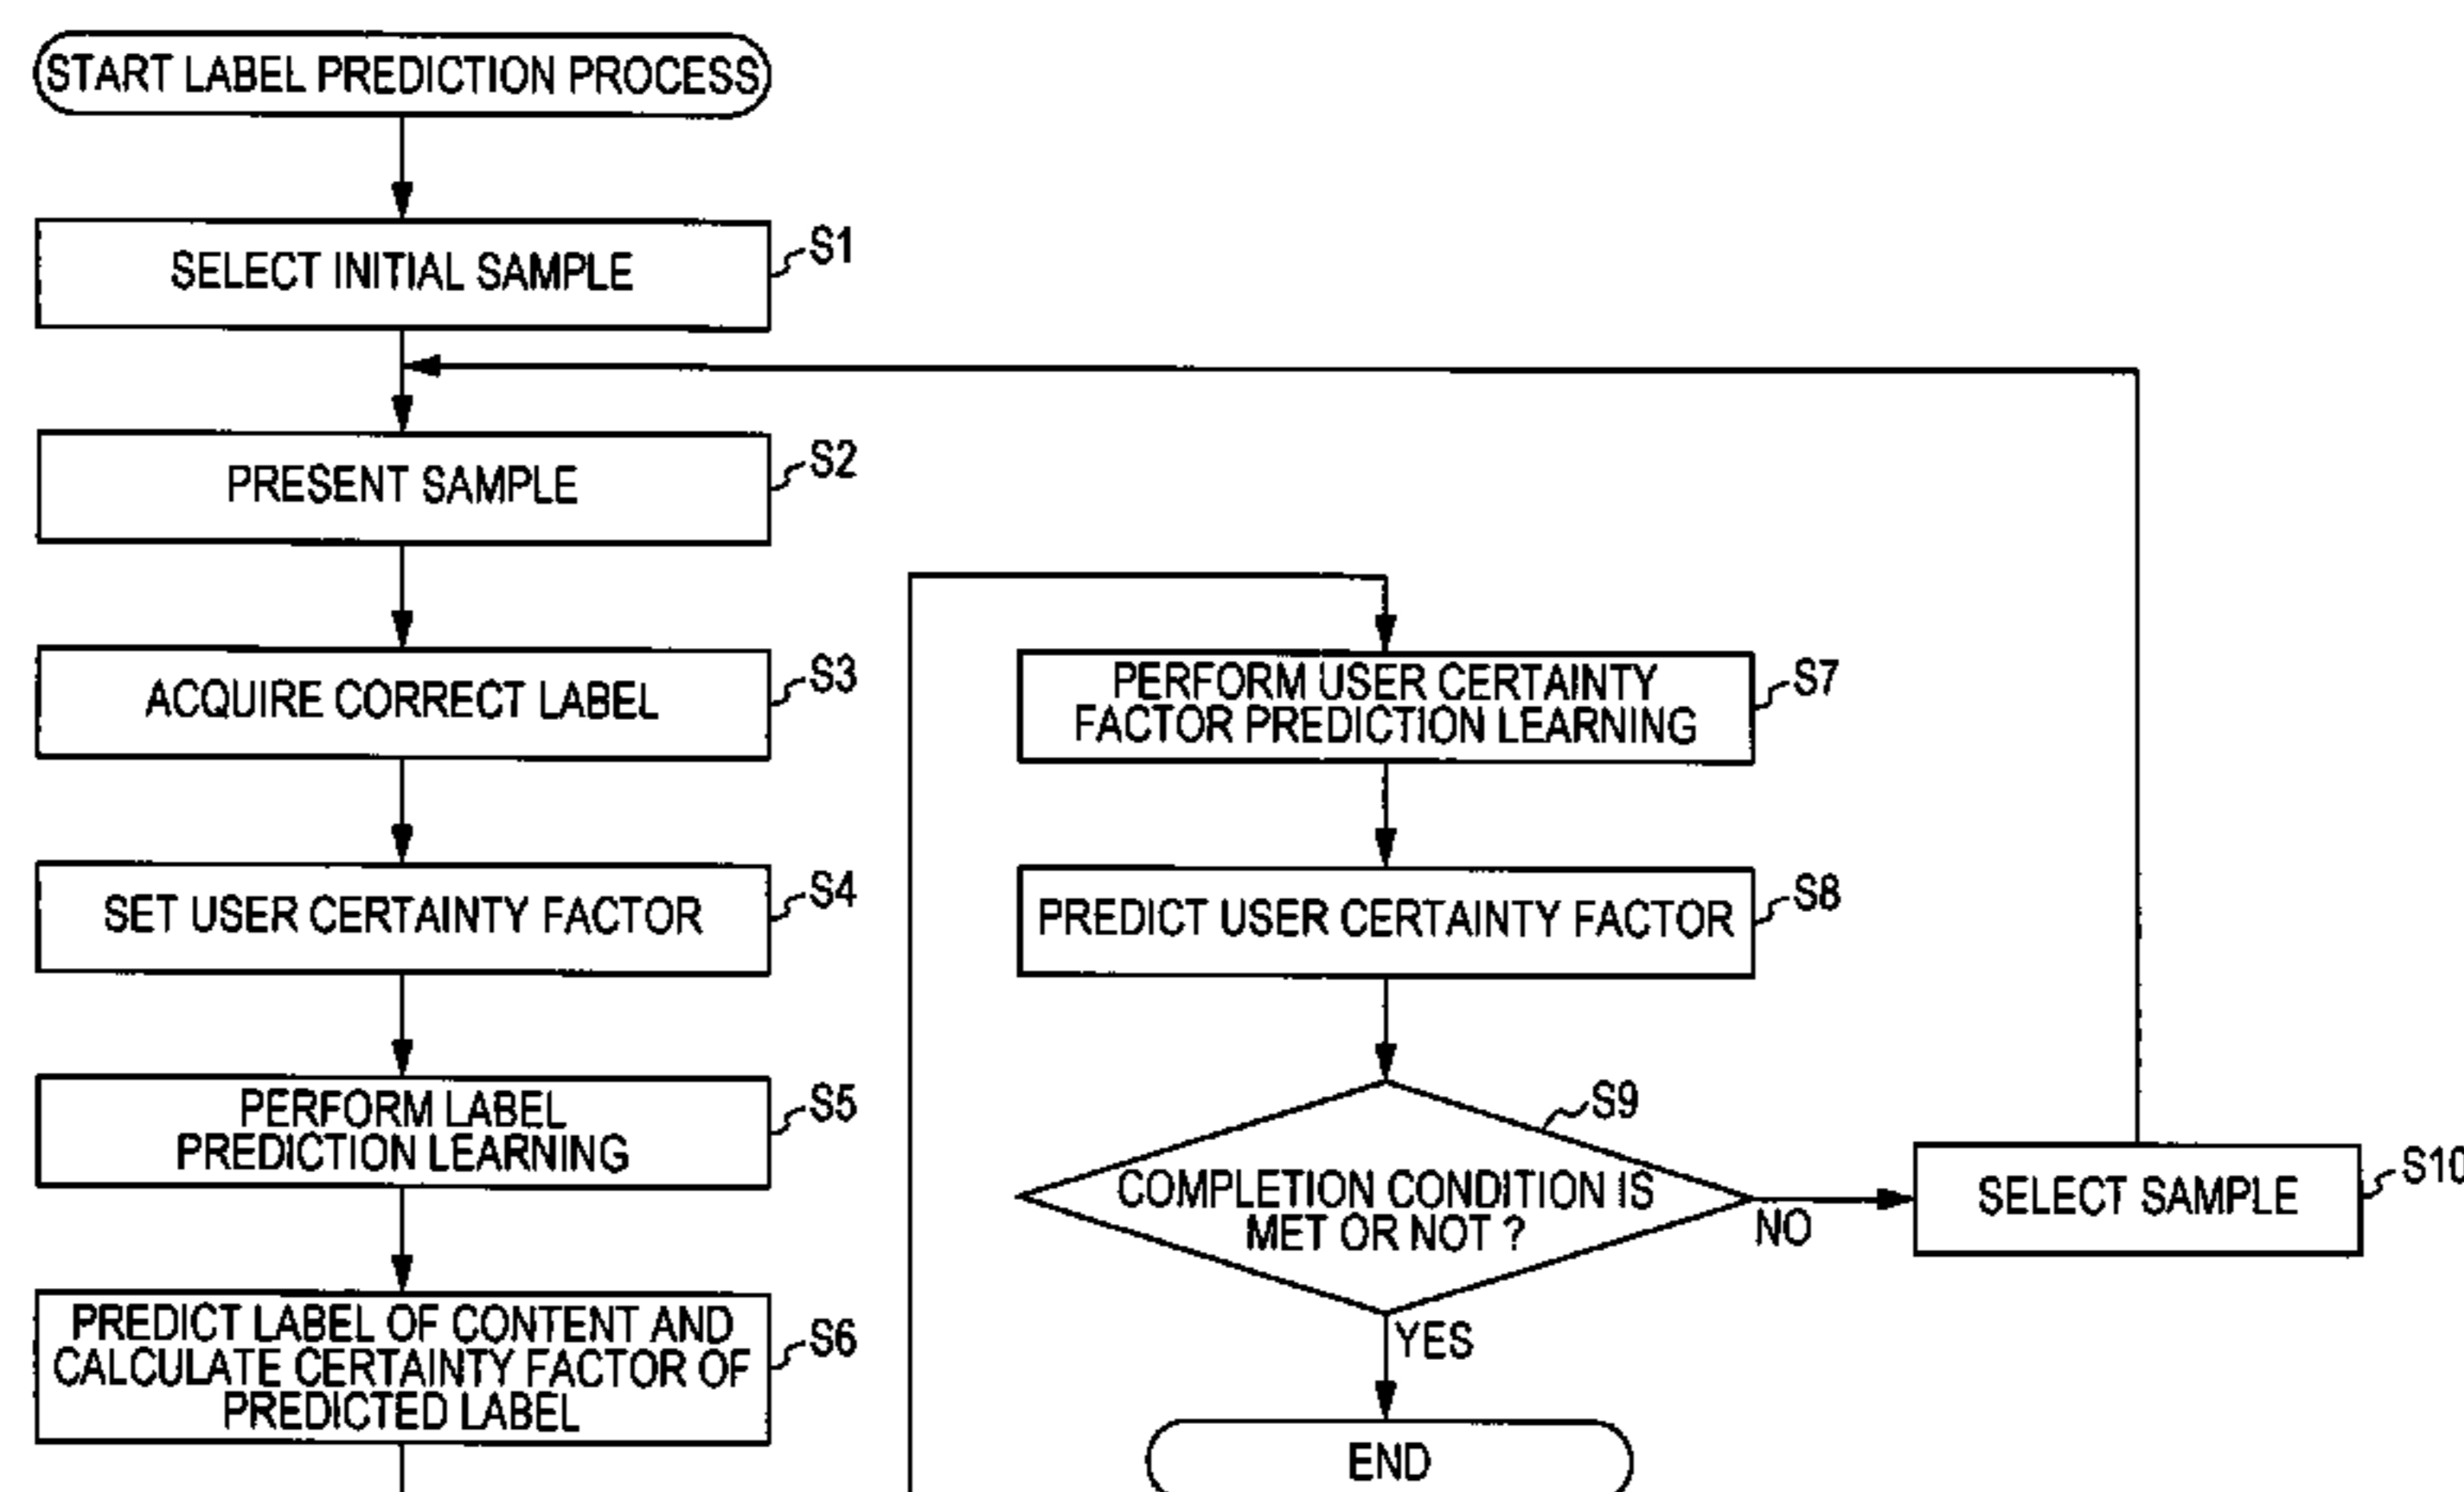 START LABEL PREDICTION PROCESS
SELECT INITIAL SAMPLE
S1
PRESENT SAMPLE
S2
ACQUIRE CORRECT LABEL
S3
SET USER CERTAINTY FACTOR
S4
PERFORM LABEL
PREDICTION LEARNING
S5
PREDICT LABEL OF CONTENT AND
CALCULATE CERTAINTY FACTOR OF
PREDICTED LABEL
S6
PERFORM USER CERTAINTY
FACTOR PREDICTION LEARNING
S7
PREDICT USER CERTAINTY FACTOR
S8
COMPLETION CONDITION IS
MET OR NOT ?
S9
NO
SELECT SAMPLE
S10
YES
END